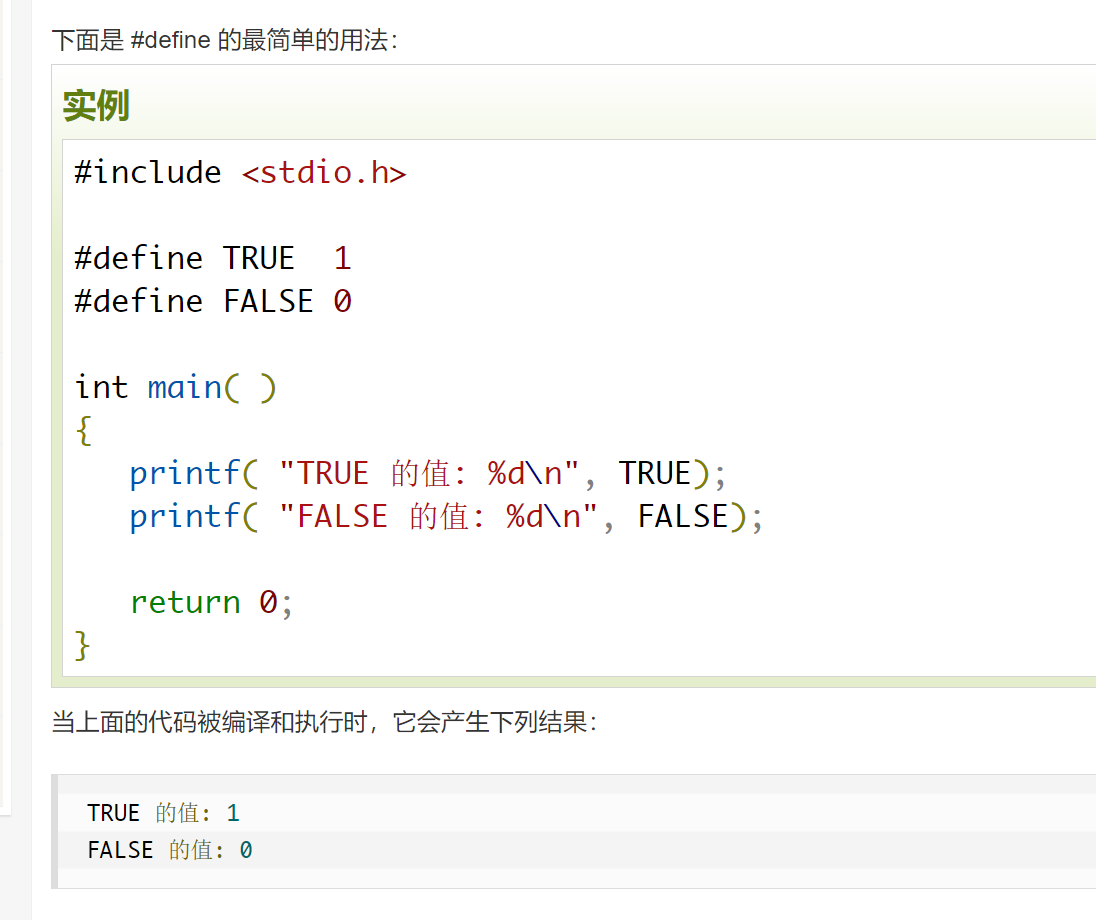 下面是 #define 的最简单的用法：
实例
#include <stdio.h>
#define TRUE  1
#define FALSE 0
int main( )
{
   printf( "TRUE 的值: %d\n", TRUE);
   printf( "FALSE 的值: %d\n", FALSE);
   return 0;
}
当上面的代码被编译和执行时，它会产生下列结果：
TRUE 的值: 1
FALSE 的值: 0